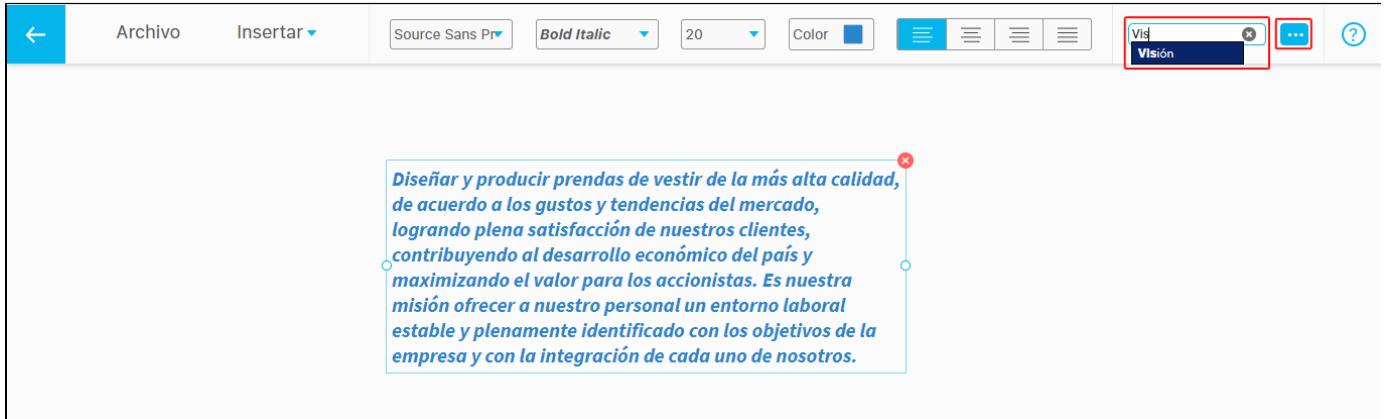 Archivo
Insertar
Source Sans Pr
Bold Italic
20
Color
Vis
VIsión
?
Diseñar y producir prendas de vestir de la más alta calidad,
de acuerdo a los gustos y tendencias del mercado,
logrando plena satisfacción de nuestros clientes,
contribuyendo al desarrollo económico del país y
maximizando el valor para los accionistas. Es nuestra
misión ofrecer a nuestro personal un entorno laboral
estable y plenamente identificado con los objetivos de la
empresa y con la integración de cada uno de nosotros.